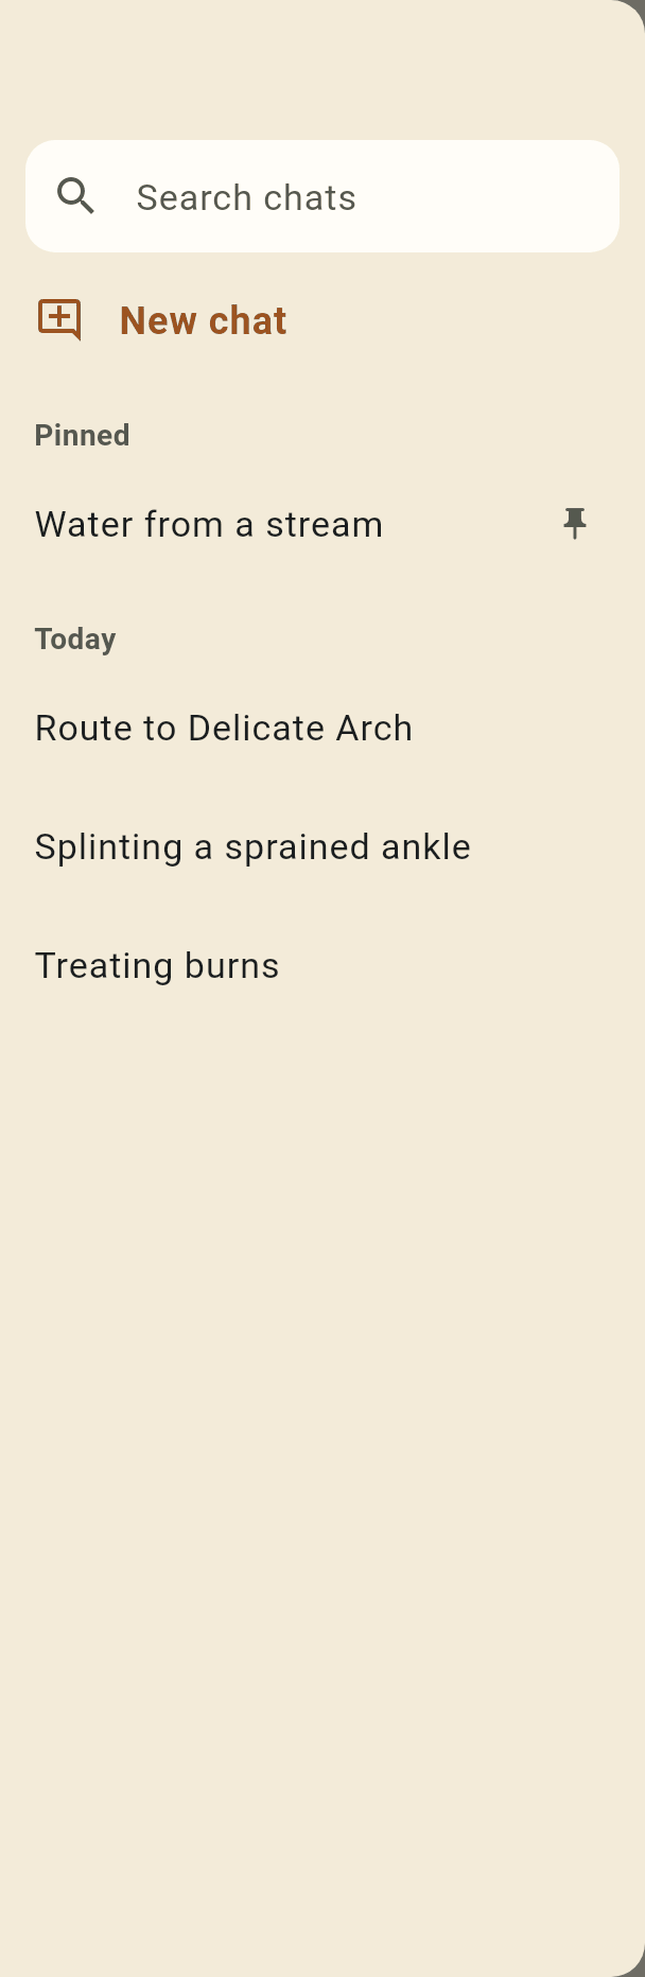 Search chats
New chat
Pinned
Water from a stream
Today
Route to Delicate Arch
Splinting a sprained ankle
Treating burns